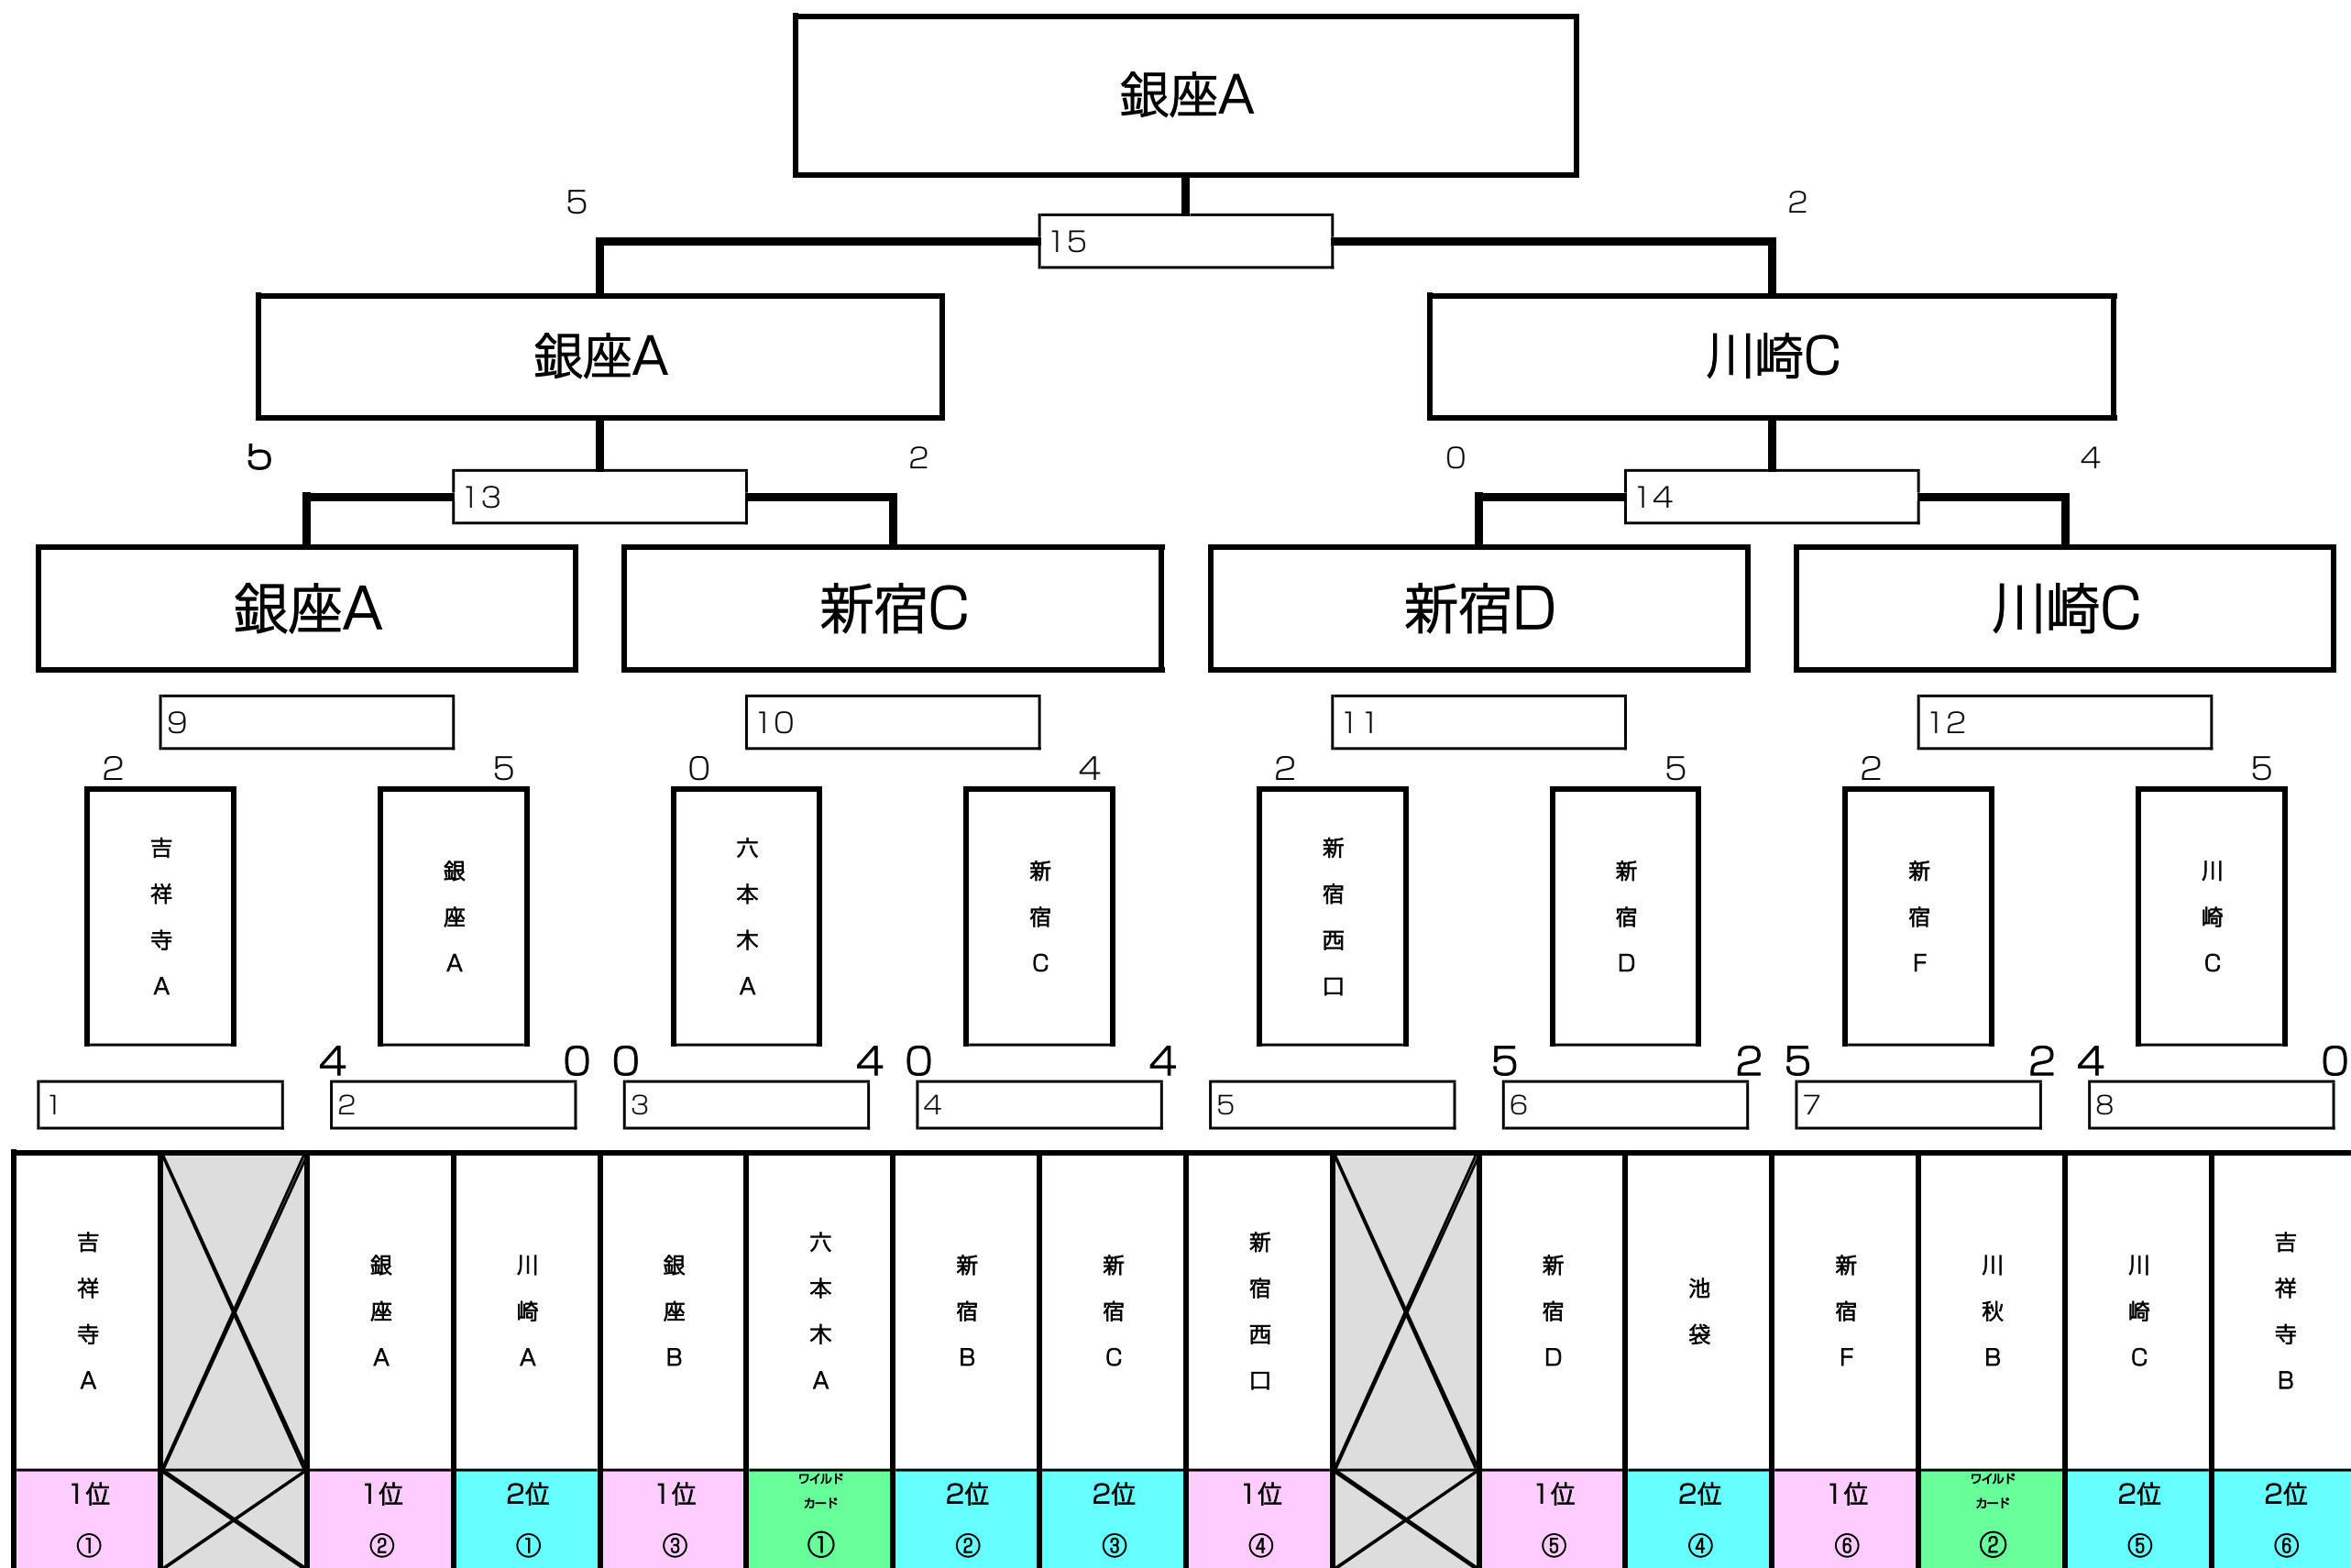 銀座A
5 2
15
銀座A 川崎C
5 2 0 4
13 14
銀座A 新宿C 新宿D 川崎C
9 10 11 12
2 5 0 4 2 5 2 5
吉祥寺A 銀座A 六本木A 新宿C 新宿西口 新宿D 新宿F 川崎C
4 0 0 4 0 4 5 2 5 2 4 0
1 2 3 4 5 6 7 8
吉祥寺A 銀座A 川崎A 銀座B 六本木A 新宿B 新宿C 新宿西口 新宿D 池袋 新宿F 川秋B 川崎C 吉祥寺B
1位 1位 2位 1位 ワイルドカード 2位 2位 1位 1位 2位 1位 ワイルドカード 2位 2位
① ② ① ③ ① ② ③ ④ ⑤ ④ ⑥ ② ⑤ ⑥